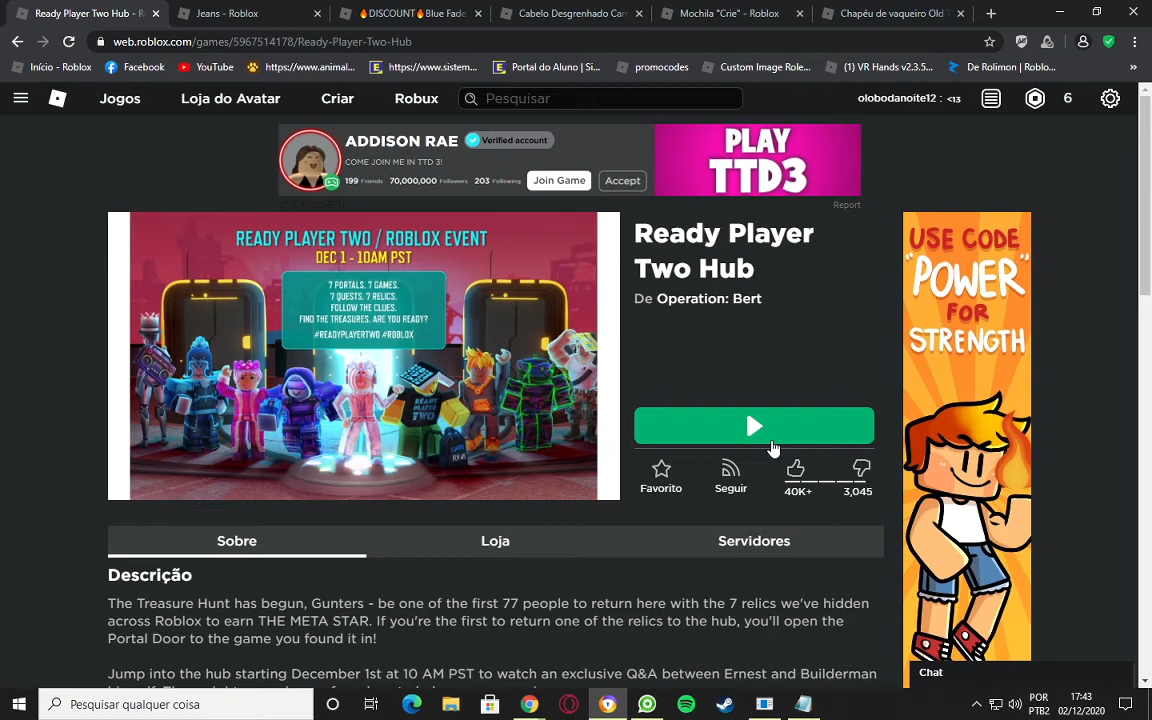 Ready Player Two Hub - R
Jeans - Roblox
🔥DISCOUNT🔥Blue Fade
Cabelo Desgrenhado Ca
Mochila "Crie" - Roblox
Chapéu de vaqueiro Old T
web.roblox.com/games/5967514178/Ready-Player-Two-Hub
Início - Roblox
Facebook
YouTube
https://www.animal...
https://www.sistem...
Portal do Aluno | Si...
promocodes
Custom Image Role...
(1) VR Hands v2.3.5...
De Rolimon | Roblo...
Jogos
Loja do Avatar
Criar
Robux
Pesquisar
olobodanoite12 : <13
6
ADDISON RAE
Verified account
COME JOIN ME IN TTD 3!
199 Friends 70,000,000 Followers 203 Following
Join Game
Accept
PLAY
TTD3
ADVERTISEMENT
Report
READY PLAYER TWO / ROBLOX EVENT
DEC 1 - 10AM PST
7 PORTALS. 7 GAMES.
7 QUESTS. 7 RELICS.
FOLLOW THE CLUES.
FIND THE TREASURES. ARE YOU READY?
#READYPLAYERTWO #ROBLOX
READY
PLAYER
TWO
Ready Player
Two Hub
De Operation: Bert
Favorito
Seguir
40K+
3,045
USE CODE
"POWER"
FOR
STRENGTH
Sobre
Loja
Servidores
Descrição
The Treasure Hunt has begun, Gunters - be one of the first 77 people to return here with the 7 relics we've hidden
across Roblox to earn THE META STAR. If you're the first to return one of the relics to the hub, you'll open the
Portal Door to the game you found it in!
Jump into the hub starting December 1st at 10 AM PST to watch an exclusive Q&A between Ernest and Builderman
Chat
Pesquisar qualquer coisa
POR
PTB2
17:43
02/12/2020